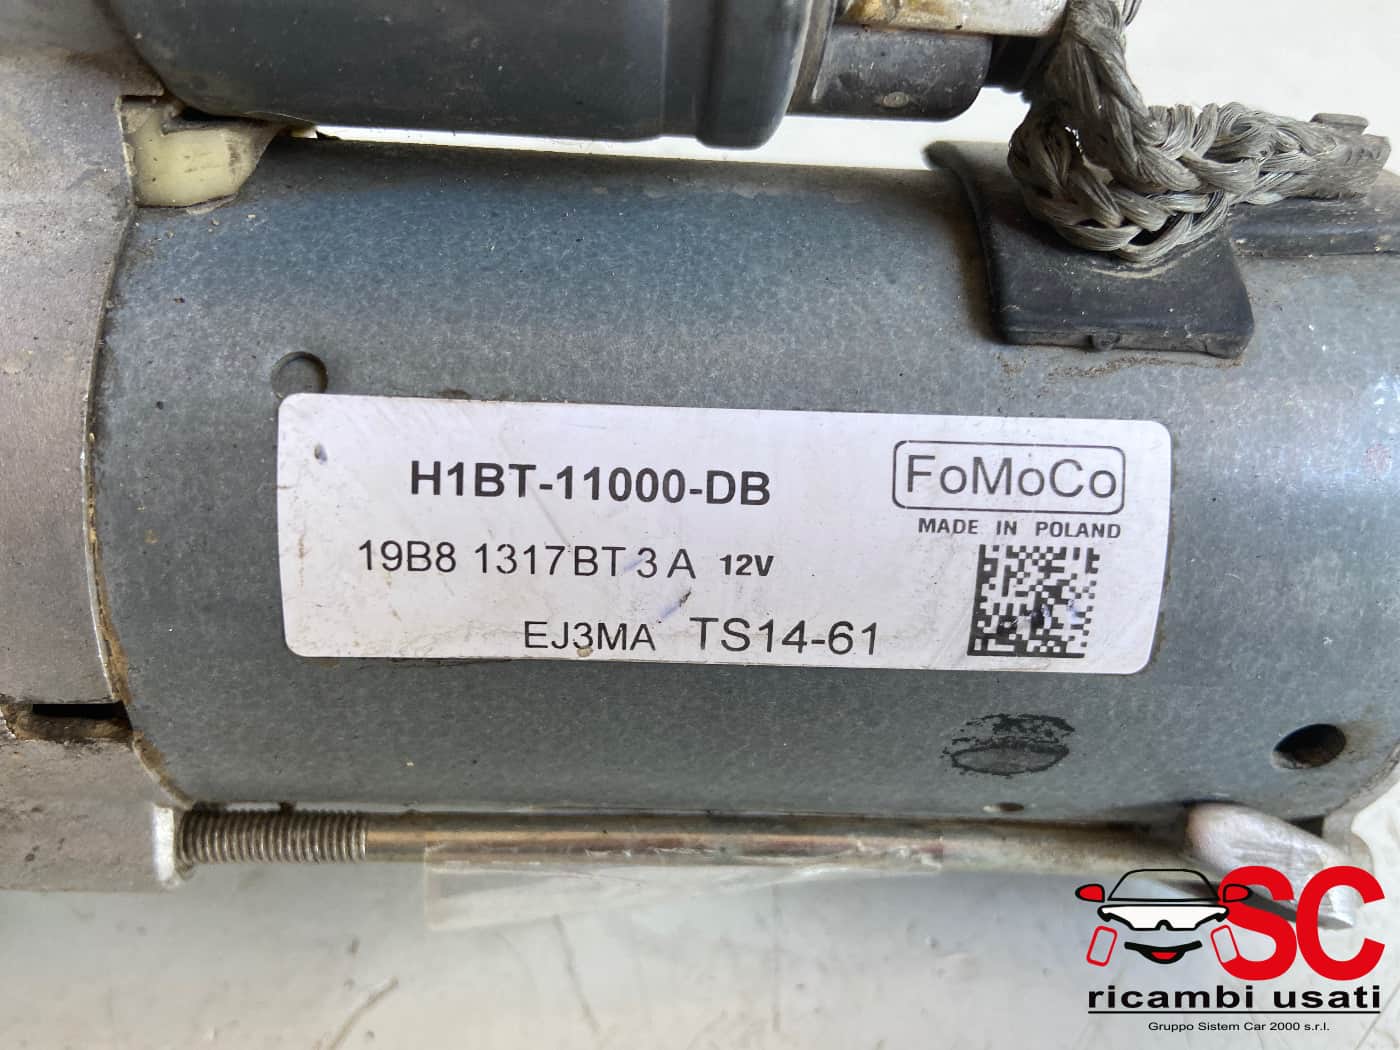 H1BT-11000-DB
FoMoCo
MADE IN POLAND
19B8 1317BT 3 A 12V
EJ3MA TS14-61
SC
ricambi usati
Gruppo Sistem Car 2000 s.r.l.